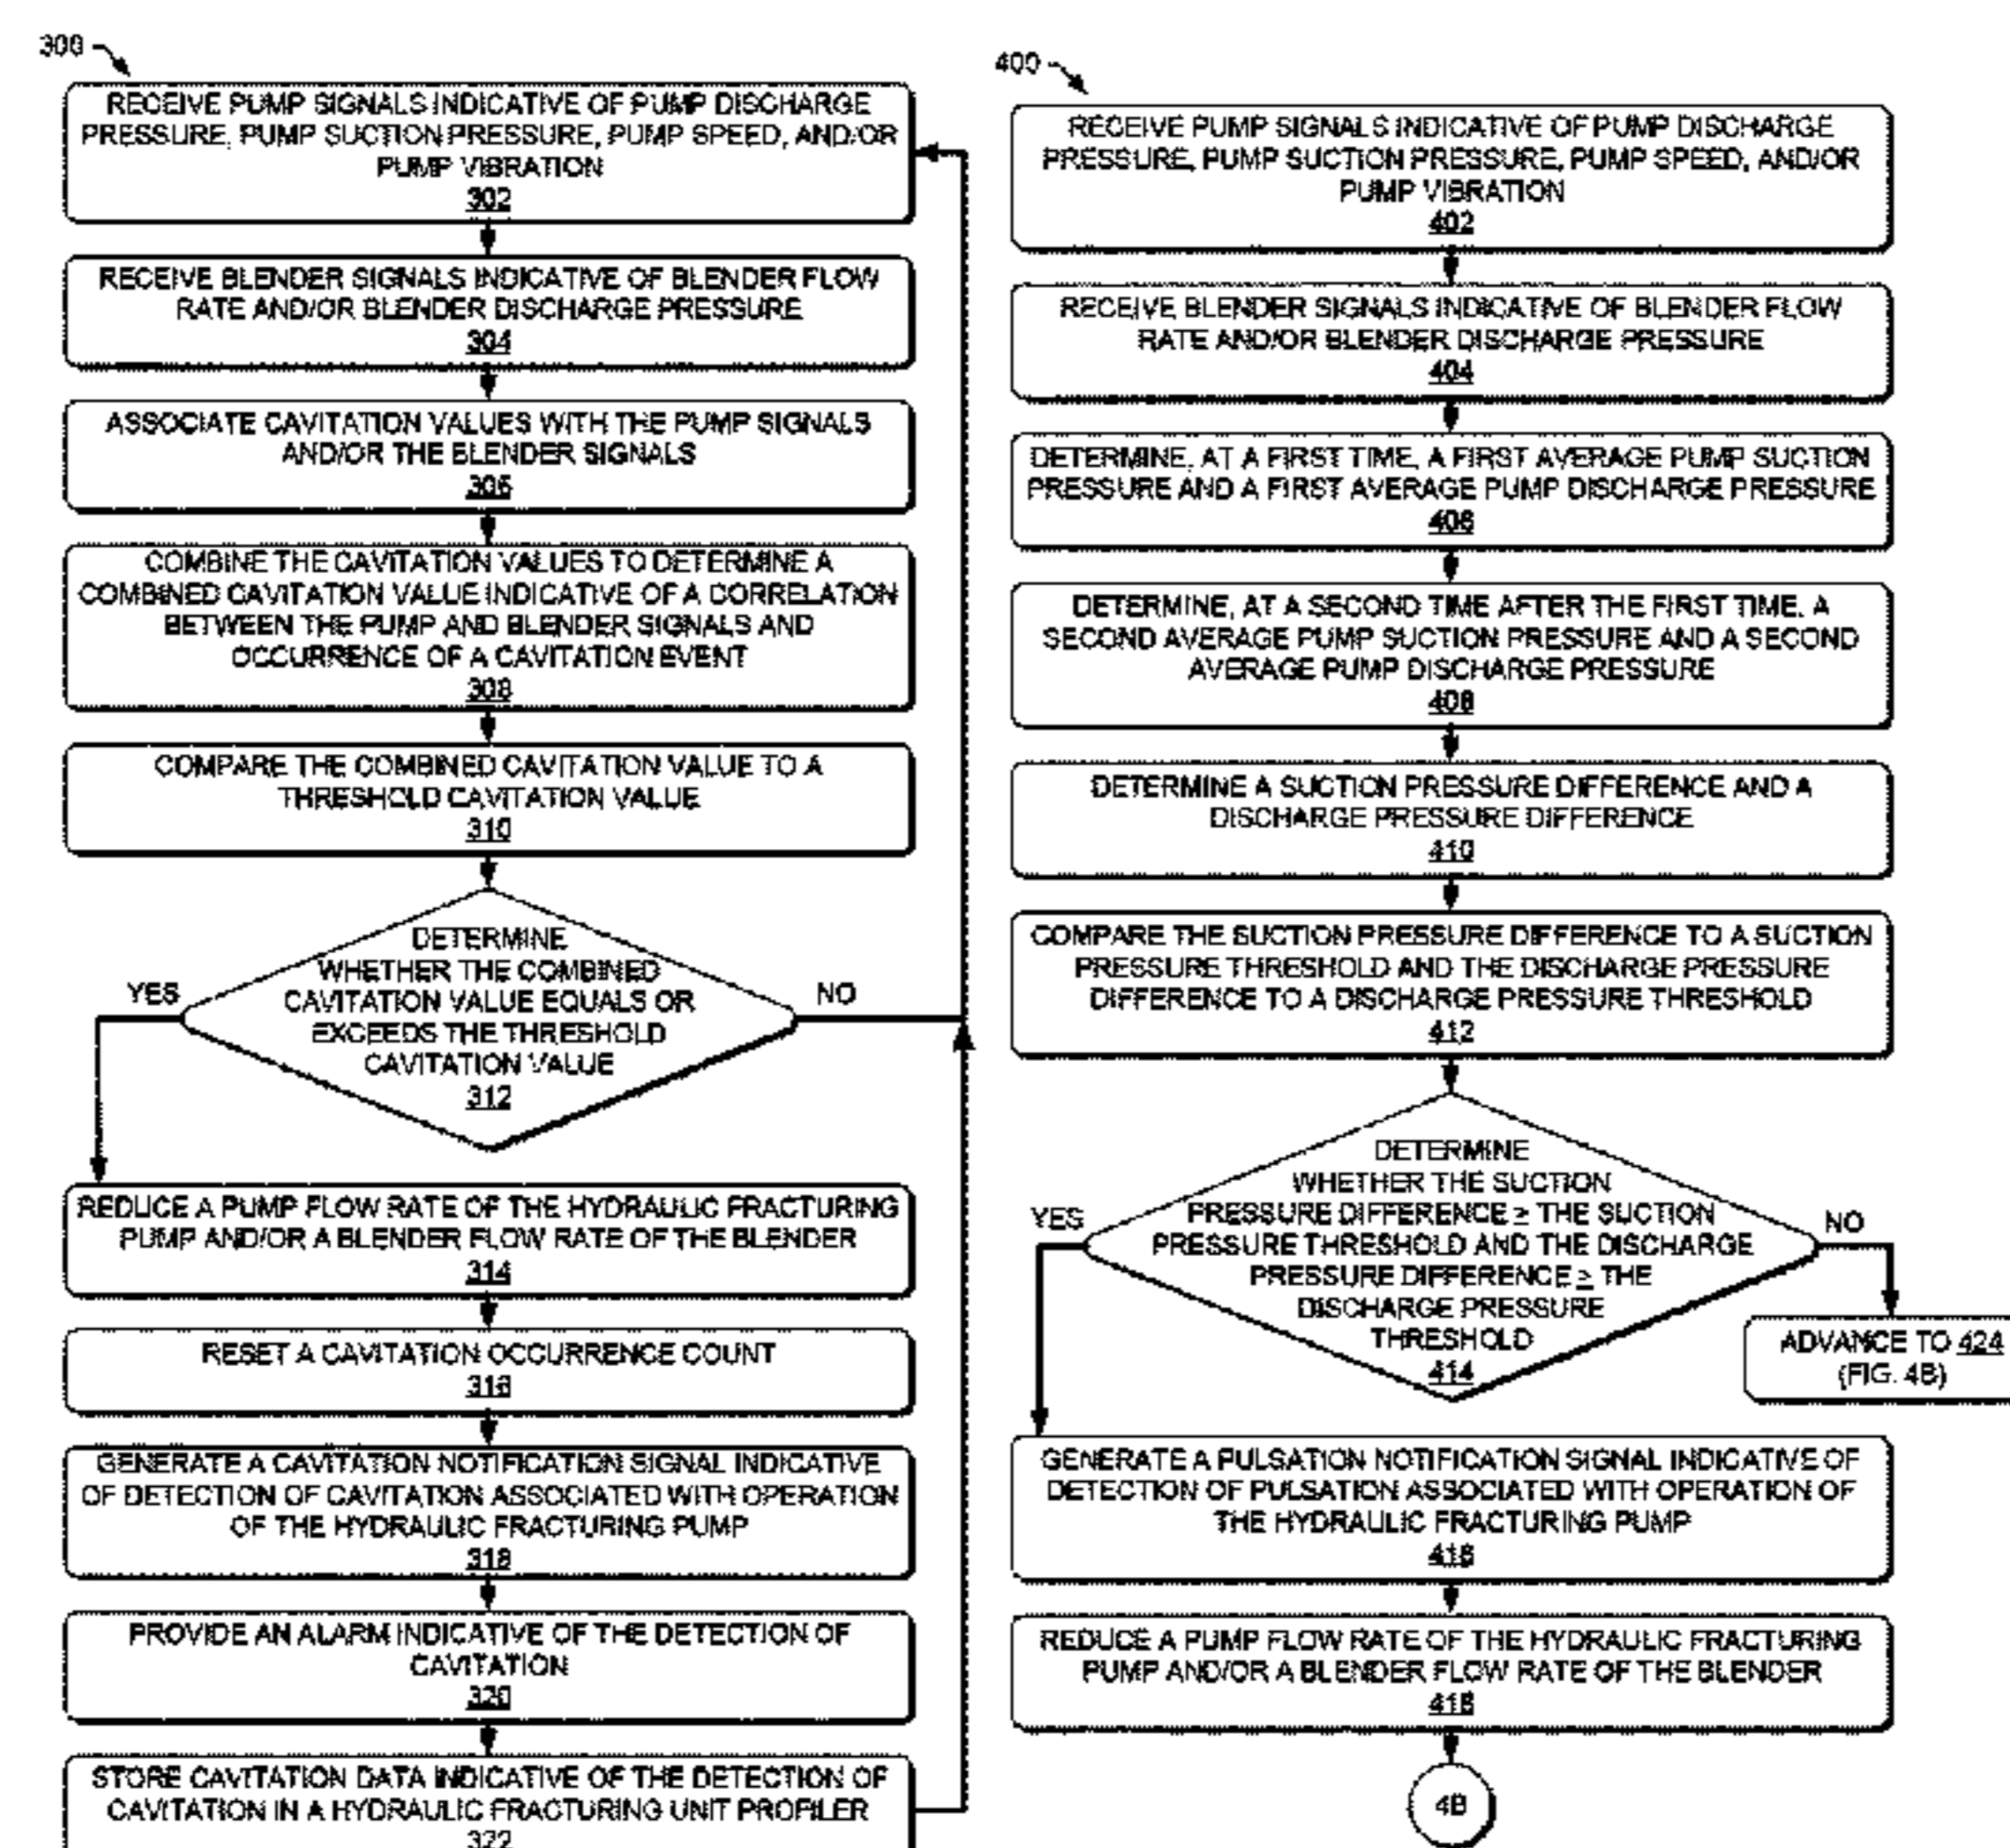 300
RECEIVE PUMP SIGNALS INDICATIVE OF PUMP DISCHARGE
PRESSURE, PUMP SUCTION PRESSURE, PUMP SPEED, AND/OR
PUMP VIBRATION
302
RECEIVE BLENDER SIGNALS INDICATIVE OF BLENDER FLOW
RATE AND/OR BLENDER DISCHARGE PRESSURE
304
ASSOCIATE CAVITATION VALUES WITH THE PUMP SIGNALS
AND/OR THE BLENDER SIGNALS
306
COMBINE THE CAVITATION VALUES TO DETERMINE A
COMBINED CAVITATION VALUE INDICATIVE OF A CORRELATION
BETWEEN THE PUMP AND BLENDER SIGNALS AND
OCCURRENCE OF A CAVITATION EVENT
308
COMPARE THE COMBINED CAVITATION VALUE TO A
THRESHOLD CAVITATION VALUE
310
DETERMINE
WHETHER THE COMBINED
CAVITATION VALUE EQUALS OR
EXCEEDS THE THRESHOLD
CAVITATION VALUE
312
YES
NO
REDUCE A PUMP FLOW RATE OF THE HYDRAULIC FRACTURING
PUMP AND/OR A BLENDER FLOW RATE OF THE BLENDER
314
RESET A CAVITATION OCCURRENCE COUNT
316
GENERATE A CAVITATION NOTIFICATION SIGNAL INDICATIVE
OF DETECTION OF CAVITATION ASSOCIATED WITH OPERATION
OF THE HYDRAULIC FRACTURING PUMP
318
PROVIDE AN ALARM INDICATIVE OF THE DETECTION OF
CAVITATION
320
STORE CAVITATION DATA INDICATIVE OF THE DETECTION OF
CAVITATION IN A HYDRAULIC FRACTURING UNIT PROFILER
322
400
RECEIVE PUMP SIGNALS INDICATIVE OF PUMP DISCHARGE
PRESSURE, PUMP SUCTION PRESSURE, PUMP SPEED, AND/OR
PUMP VIBRATION
402
RECEIVE BLENDER SIGNALS INDICATIVE OF BLENDER FLOW
RATE AND/OR BLENDER DISCHARGE PRESSURE
404
DETERMINE, AT A FIRST TIME, A FIRST AVERAGE PUMP SUCTION
PRESSURE AND A FIRST AVERAGE PUMP DISCHARGE PRESSURE
406
DETERMINE, AT A SECOND TIME AFTER THE FIRST TIME, A
SECOND AVERAGE PUMP SUCTION PRESSURE AND A SECOND
AVERAGE PUMP DISCHARGE PRESSURE
408
DETERMINE A SUCTION PRESSURE DIFFERENCE AND A
DISCHARGE PRESSURE DIFFERENCE
410
COMPARE THE SUCTION PRESSURE DIFFERENCE TO A SUCTION
PRESSURE THRESHOLD AND THE DISCHARGE PRESSURE
DIFFERENCE TO A DISCHARGE PRESSURE THRESHOLD
412
DETERMINE
WHETHER THE SUCTION
PRESSURE DIFFERENCE ≥ THE SUCTION
PRESSURE THRESHOLD AND THE DISCHARGE
PRESSURE DIFFERENCE ≥ THE
DISCHARGE PRESSURE
THRESHOLD
414
YES
NO
ADVANCE TO 424
(FIG. 4B)
GENERATE A PULSATION NOTIFICATION SIGNAL INDICATIVE OF
DETECTION OF PULSATION ASSOCIATED WITH OPERATION OF
THE HYDRAULIC FRACTURING PUMP
416
REDUCE A PUMP FLOW RATE OF THE HYDRAULIC FRACTURING
PUMP AND/OR A BLENDER FLOW RATE OF THE BLENDER
418
4B